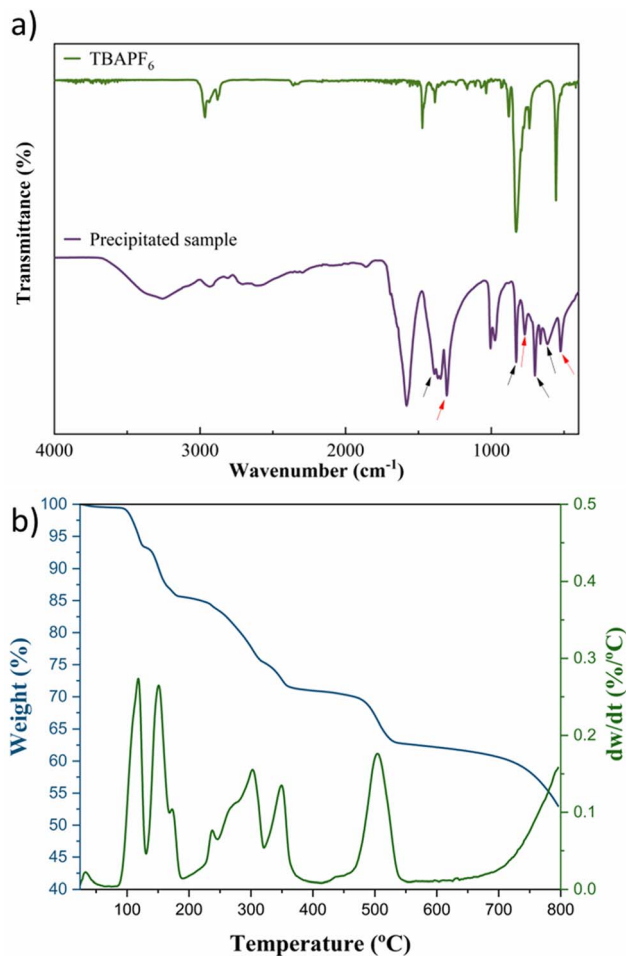 a)
TBAPF6
Precipitated sample
Transmittance (%)
4000 3000 2000 1000
Wavenumber (cm-1)
b)
100 0.5
95
90 0.4
85
80 0.3
75
70
65 0.2
60
55 0.1
50
45
40 0.0
Weight (%)
dw/dt (%/ºC)
100 200 300 400 500 600 700 800
Temperature (ºC)